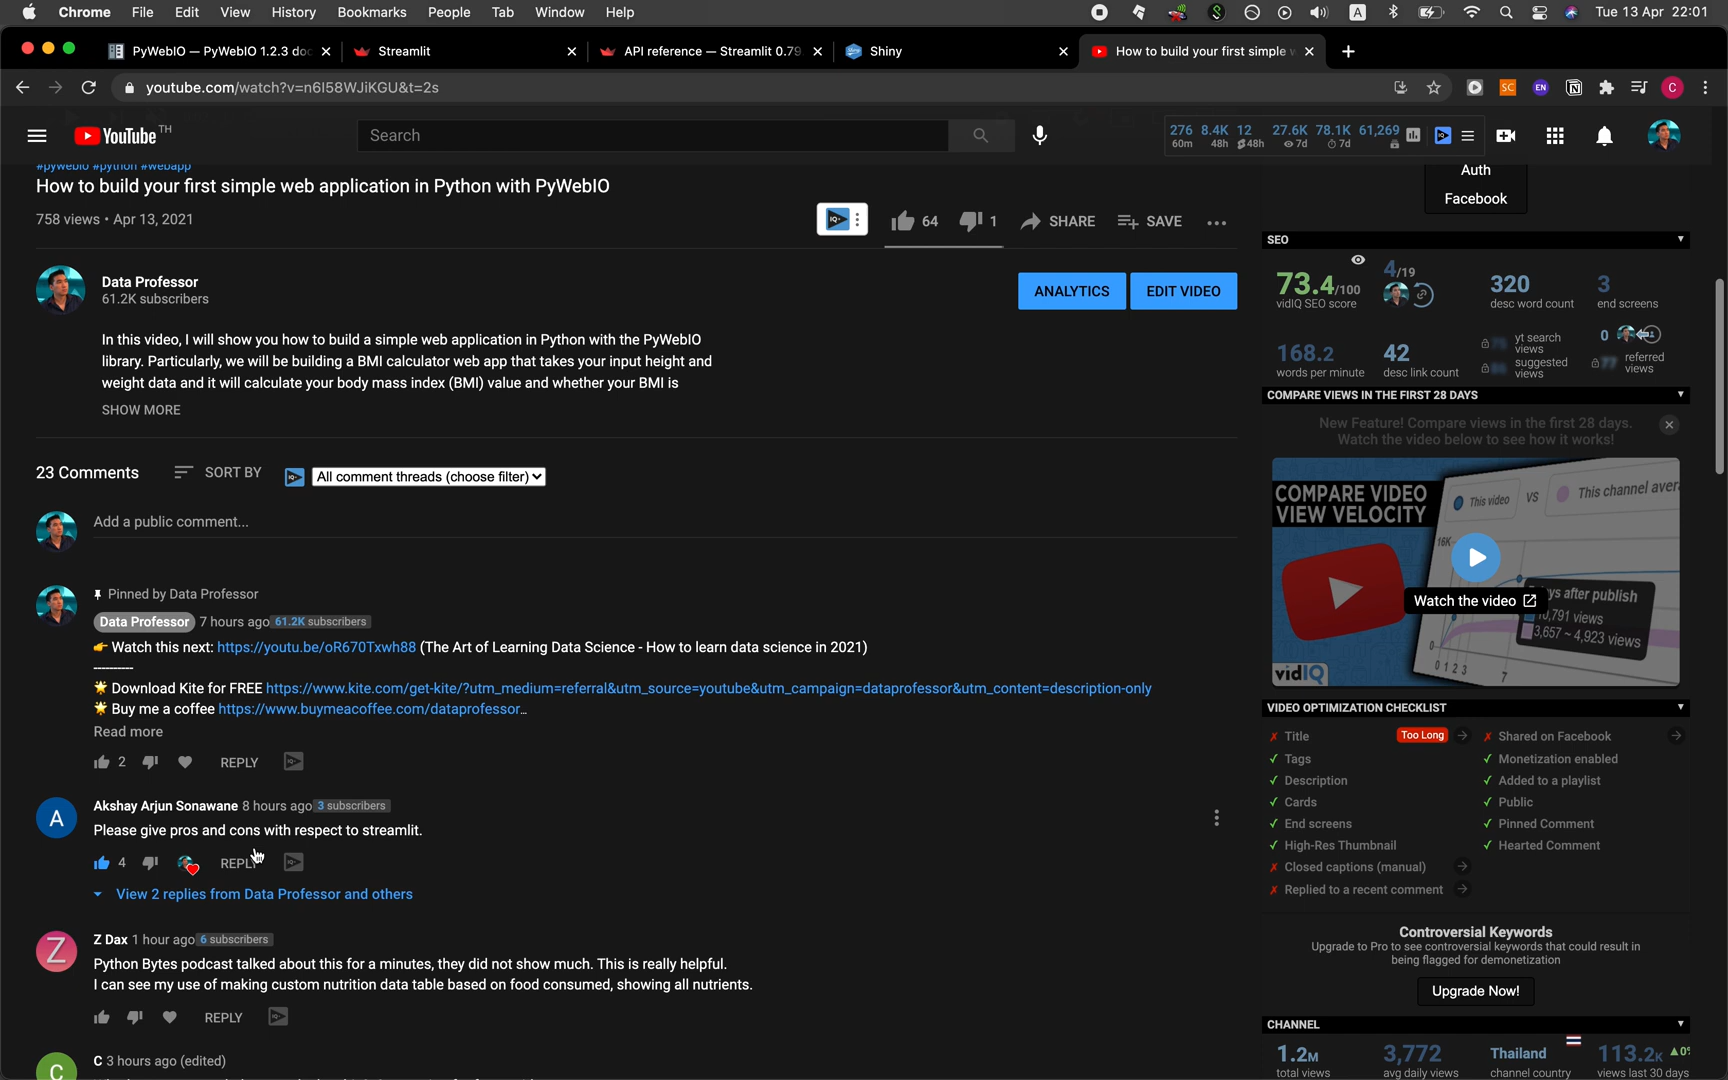 Chrome File Edit View History Bookmarks People Tab Window Help
A
Tue 13 Apr 22:01
PyWebIO — PyWebIO 1.2.3 do
Streamlit
API reference — Streamlit 0.79
Shiny
How to build your first simple
youtube.com/watch?v=n6I58WJiKGU&t=2s
SC EN C
YouTube TH
Search
276 8.4K 12 27.6K 78.1K 61,269
60m 48h 48h 7d 7d
#pywebio #python #webapp
How to build your first simple web application in Python with PyWebIO
758 views • Apr 13, 2021
64 1 SHARE SAVE
Data Professor
61.2K subscribers
ANALYTICS EDIT VIDEO
In this video, I will show you how to build a simple web application in Python with the PyWebIO
library. Particularly, we will be building a BMI calculator web app that takes your input height and
weight data and it will calculate your body mass index (BMI) value and whether your BMI is
SHOW MORE
23 Comments SORT BY All comment threads (choose filter)
Add a public comment...
Pinned by Data Professor
Data Professor 7 hours ago 61.2K subscribers
👉 Watch this next: https://youtu.be/oR670Txwh88 (The Art of Learning Data Science - How to learn data science in 2021)
----------
🌟 Download Kite for FREE https://www.kite.com/get-kite/?utm_medium=referral&utm_source=youtube&utm_campaign=dataprofessor&utm_content=description-only
🌟 Buy me a coffee https://www.buymeacoffee.com/dataprofessor…
Read more
2 REPLY
A
Akshay Arjun Sonawane 8 hours ago 3 subscribers
Please give pros and cons with respect to streamlit.
4 REPLY
View 2 replies from Data Professor and others
Z
Z Dax 1 hour ago 6 subscribers
Python Bytes podcast talked about this for a minutes, they did not show much. This is really helpful.
I can see my use of making custom nutrition data table based on food consumed, showing all nutrients.
REPLY
C
C 3 hours ago (edited)
Auth
Facebook
SEO
73.4/100
vidIQ SEO score
4/19
320
desc word count
3
end screens
168.2
words per minute
42
desc link count
yt search
views
suggested
views
0
77 referred
views
COMPARE VIEWS IN THE FIRST 28 DAYS
New Feature! Compare views in the first 28 days.
Watch the video below to see how it works!
COMPARE VIDEO
VIEW VELOCITY
This video VS This channel aver
16K
Watch the video
ys after publish
10,791 views
3,657 ~ 4,923 views
0 1 2 3 7
vidIQ
VIDEO OPTIMIZATION CHECKLIST
✗ Title Too Long
✗ Shared on Facebook
✓ Tags
✓ Monetization enabled
✓ Description
✓ Added to a playlist
✓ Cards
✓ Public
✓ End screens
✓ Pinned Comment
✓ High-Res Thumbnail
✓ Hearted Comment
✗ Closed captions (manual)
✗ Replied to a recent comment
Controversial Keywords
Upgrade to Pro to see controversial keywords that could result in
being flagged for demonetization
Upgrade Now!
CHANNEL
1.2M 3,772 Thailand 113.2K ▲0%
total views avg daily views channel country views last 30 days